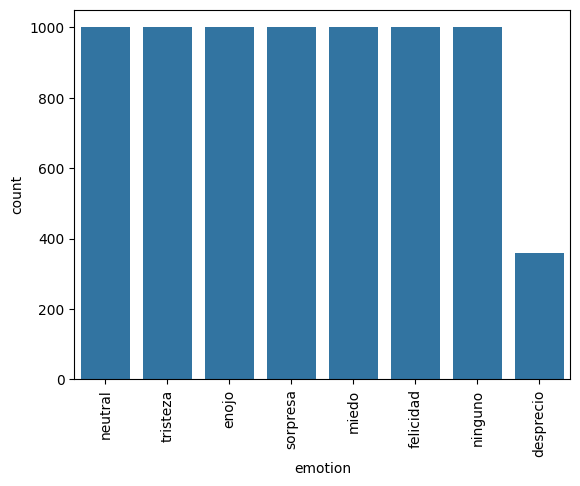 1000
800
600
400
200
0
count
neutral
tristeza
enojo
sorpresa
miedo
felicidad
ninguno
desprecio
emotion